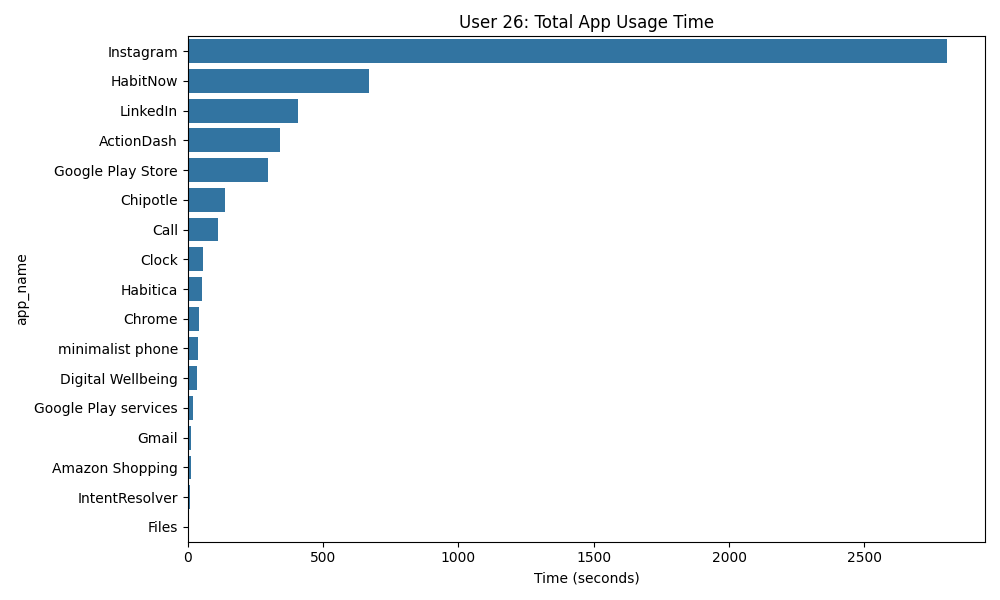 User 26: Total App Usage Time
Instagram
HabitNow
LinkedIn
ActionDash
Google Play Store
Chipotle
Call
Clock
Habitica
Chrome
minimalist phone
Digital Wellbeing
Google Play services
Gmail
Amazon Shopping
IntentResolver
Files
app_name
0 500 1000 1500 2000 2500
Time (seconds)